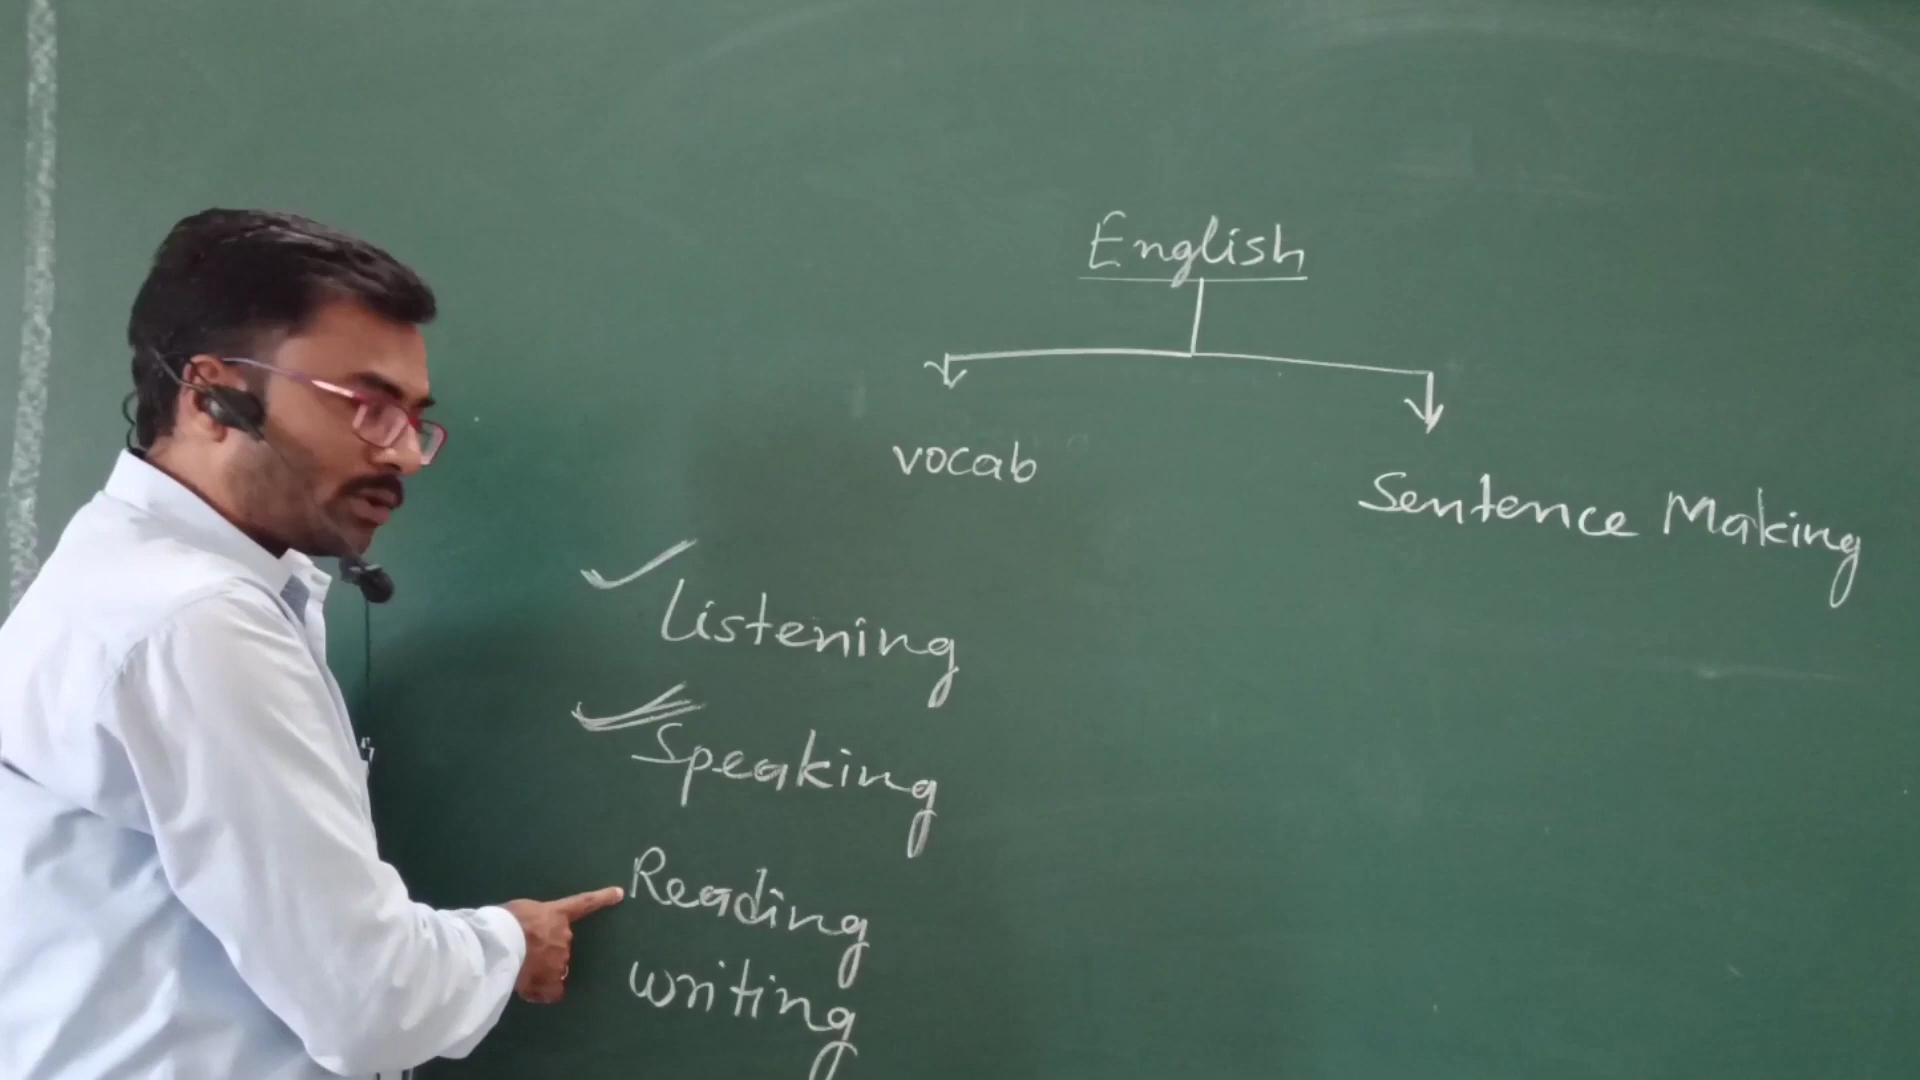 English
vocab
Sentence Making
Listening
Speaking
Reading
writing